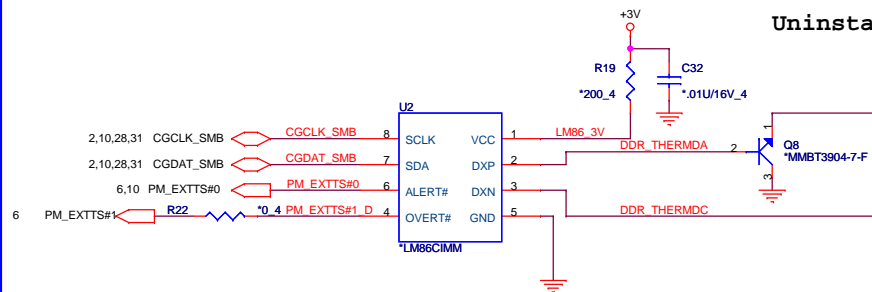 +3V
Uninsta
R19
C32
*200_4
*.01U/16V_4
U2
2,10,28,31 CGCLK_SMB CGCLK_SMB 8 SCLK VCC 1 LM86_3V
DDR_THERMDA
2,10,28,31 CGDAT_SMB CGDAT_SMB 7 SDA DXP 2
2 1 Q8
*MMBT3904-7-F
3
6,10 PM_EXTTS#0 PM_EXTTS#0 6 ALERT# DXN 3
6 PM_EXTTS#1 R22 *0_4 PM_EXTTS#1_D 4 OVERT# GND 5
DDR_THERMDC
*LM86CIMM